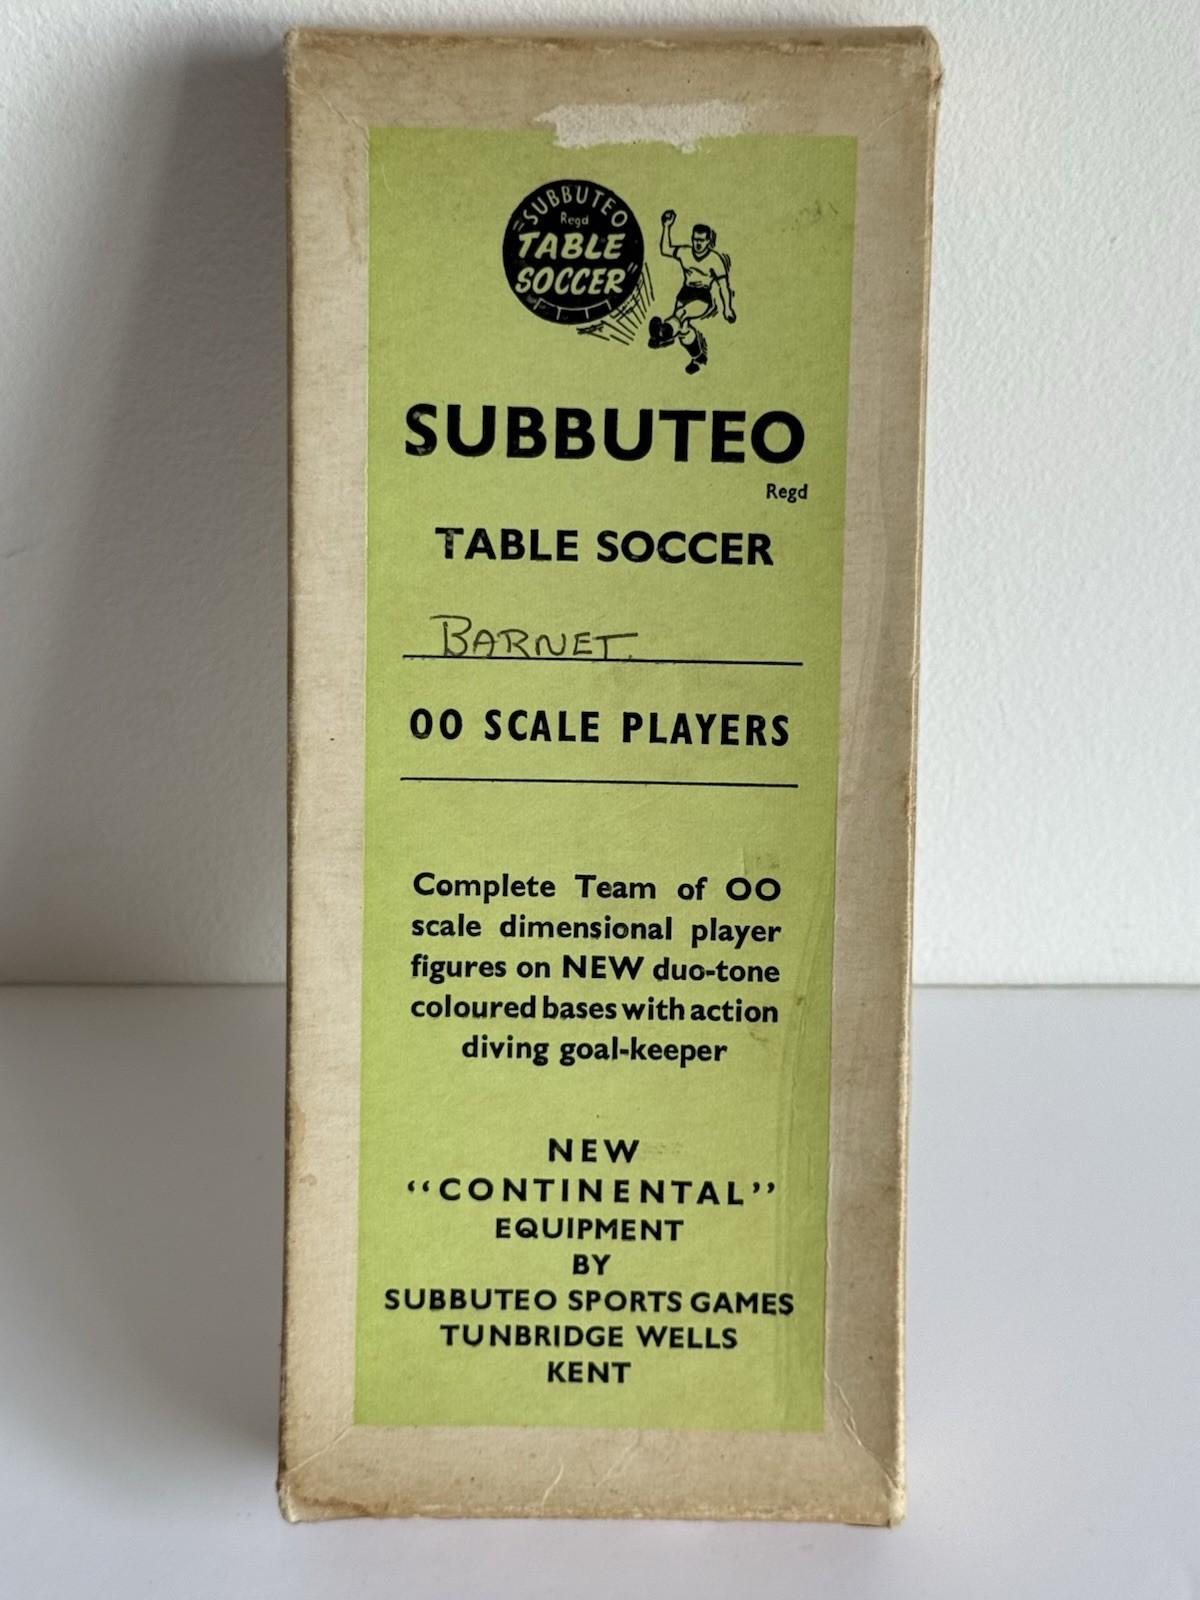 "SUBBUTEO
Regd
TABLE
SOCCER"
SUBBUTEO
Regd
TABLE SOCCER
BARNET.
OO SCALE PLAYERS
Complete Team of OO
scale dimensional player
figures on NEW duo-tone
coloured bases with action
diving goal-keeper
NEW
“CONTINENTAL”
EQUIPMENT
BY
SUBBUTEO SPORTS GAMES
TUNBRIDGE WELLS
KENT